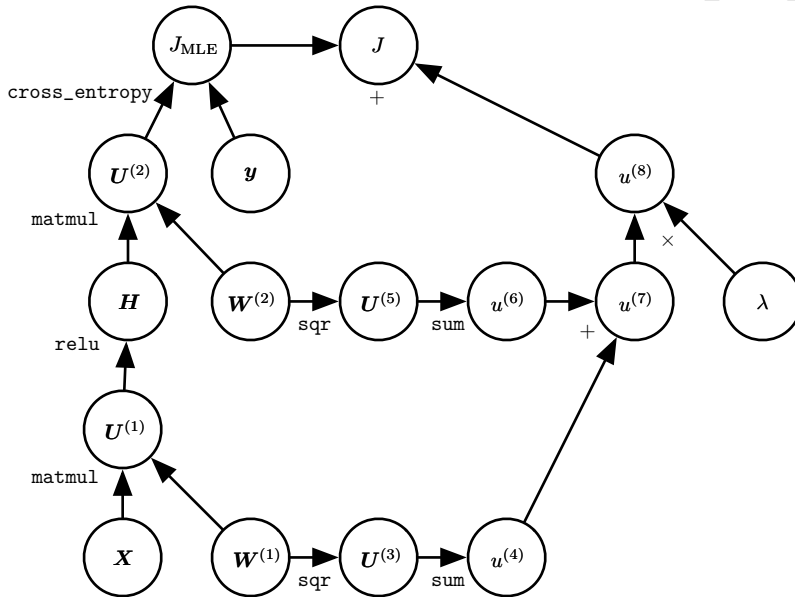 J_MLE J
cross_entropy +
U^(2) y u^(8)
matmul ×
H W^(2) U^(5) u^(6) u^(7) λ
sqr sum +
relu
U^(1)
matmul
X W^(1) U^(3) u^(4)
sqr sum